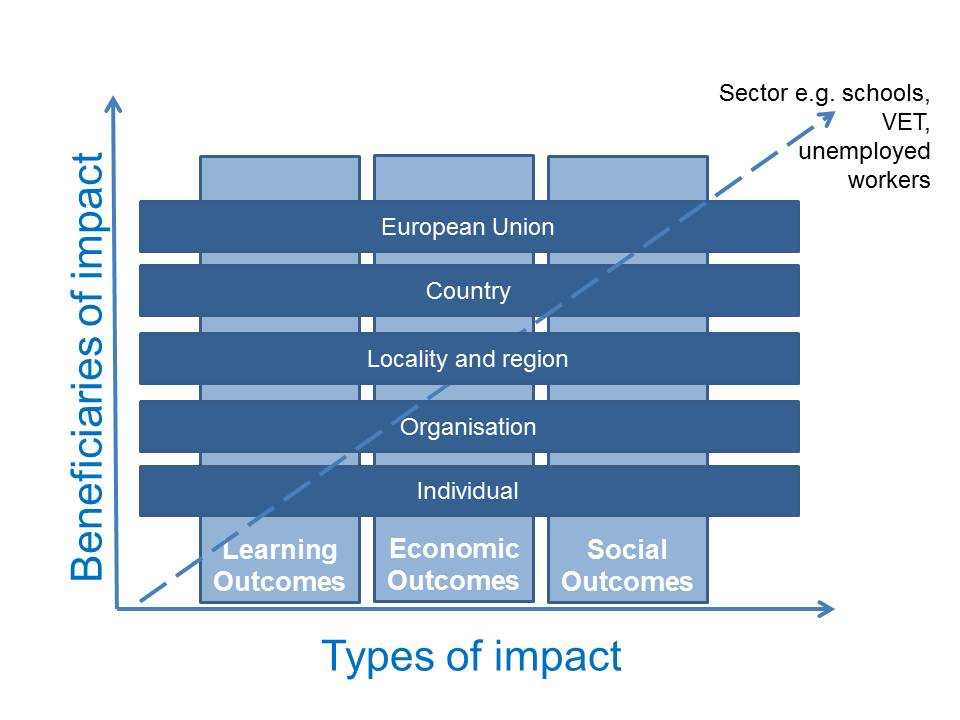 Sector e.g. schools,
VET,
unemployed
workers
Beneficiaries of impact
European Union
Country
Locality and region
Organisation
Individual
Learning
Outcomes
Economic
Outcomes
Social
Outcomes
Types of impact